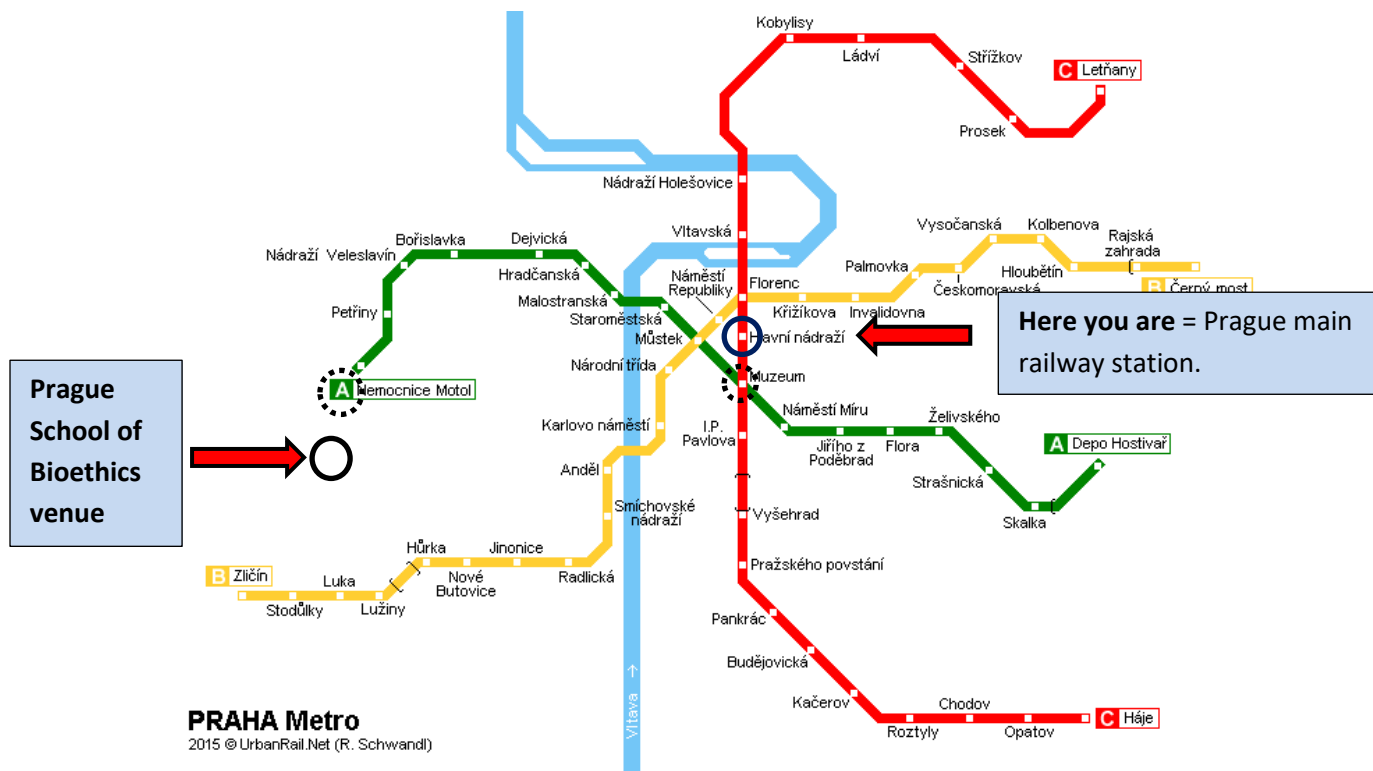 Kobylisy
Ládví
Střížkov
C Letňany
Prosek
Nádraží Holešovice
Vltavská
Vysočanská
Kolbenova
Rajská
zahrada
Bořislavka
Dejvická
Nádraží Veleslavín
Hradčanská
Náměstí
Republiky
Florenc
Palmovka
Hloubětín
Českomoravská
B Černý most
Malostranská
Staroměstská
Křižíkova
Invalidovna
Petřiny
Můstek
Hlavní nádraží
Here you are = Prague main
railway station.
Národní třída
Muzeum
A Nemocnice Motol
Prague
School of
Bioethics
venue
Karlovo náměstí
I.P.
Pavlova
Náměstí Míru
Jiřího z
Poděbrad
Flora
Želivského
A Depo Hostivař
Anděl
Strašnická
Skalka
Smíchovské
nádraží
Vyšehrad
Hůrka
Jinonice
Nové
Butovice
Radlická
Pražského povstání
B Zličín
Luka
Stodůlky
Lužiny
Pankrác
Budějovická
Kačerov
Chodov
Roztyly
Opatov
C Háje
Vltava →
PRAHA Metro
2015 © UrbanRail.Net (R. Schwandl)